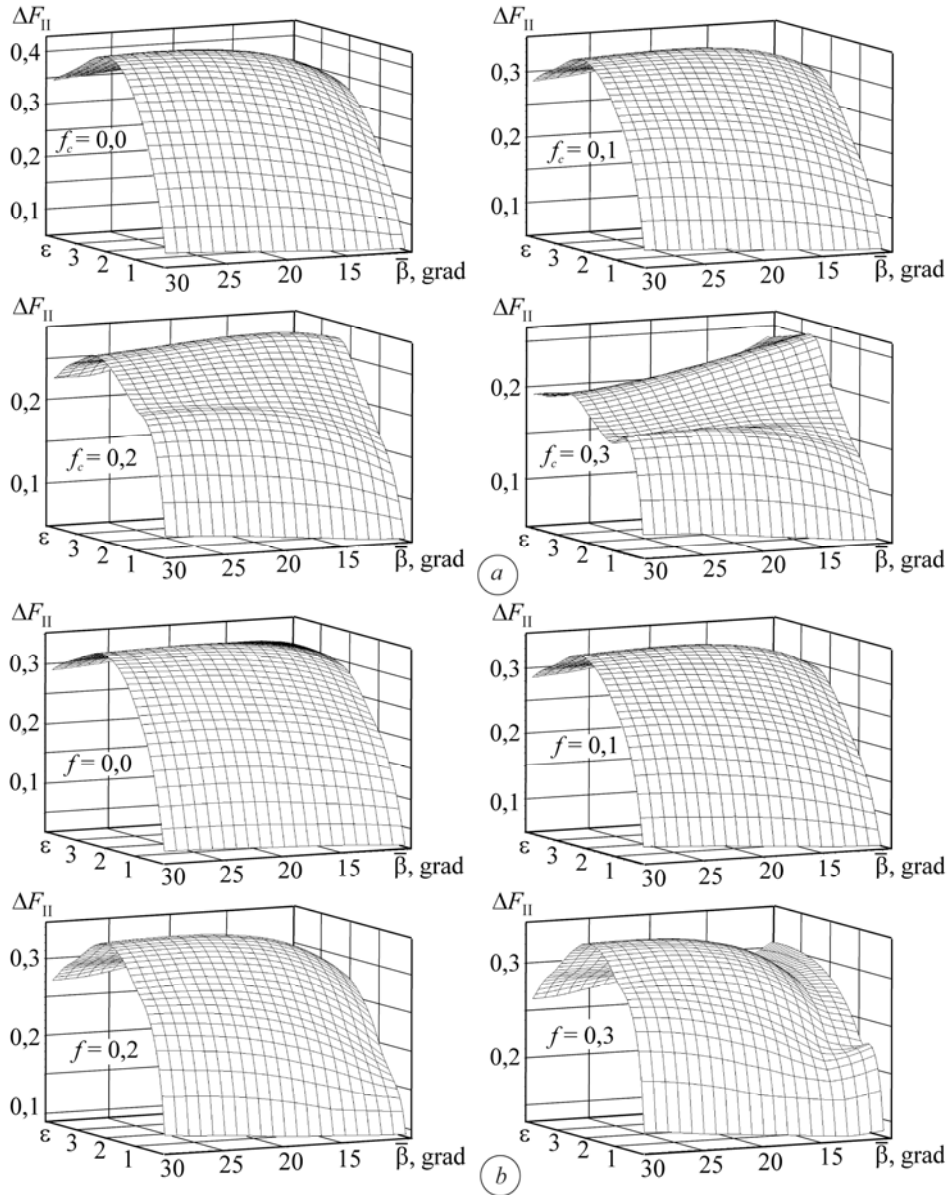 ΔF_II ΔF_II
0,4 0,3
0,3 0,2
0,2 0,1
0,1
f_c = 0,0 f_c = 0,1
ε 3 2 1 30 25 20 15 β̅, grad ε 3 2 1 30 25 20 15 β̅, grad
ΔF_II ΔF_II
0,2 0,2
f_c = 0,2 f_c = 0,3
0,1 0,1
ε 3 2 1 30 25 20 15 β̅, grad ε 3 2 1 30 25 20 15 β̅, grad
a
ΔF_II ΔF_II
0,3 0,3
0,2 0,2
f = 0,0 f = 0,1
0,1 0,1
ε 3 2 1 30 25 20 15 β̅, grad ε 3 2 1 30 25 20 15 β̅, grad
ΔF_II ΔF_II
0,3 0,3
0,2 0,2
f = 0,2 f = 0,3
0,1
ε 3 2 1 30 25 20 15 β̅, grad ε 3 2 1 30 25 20 15 β̅, grad
b